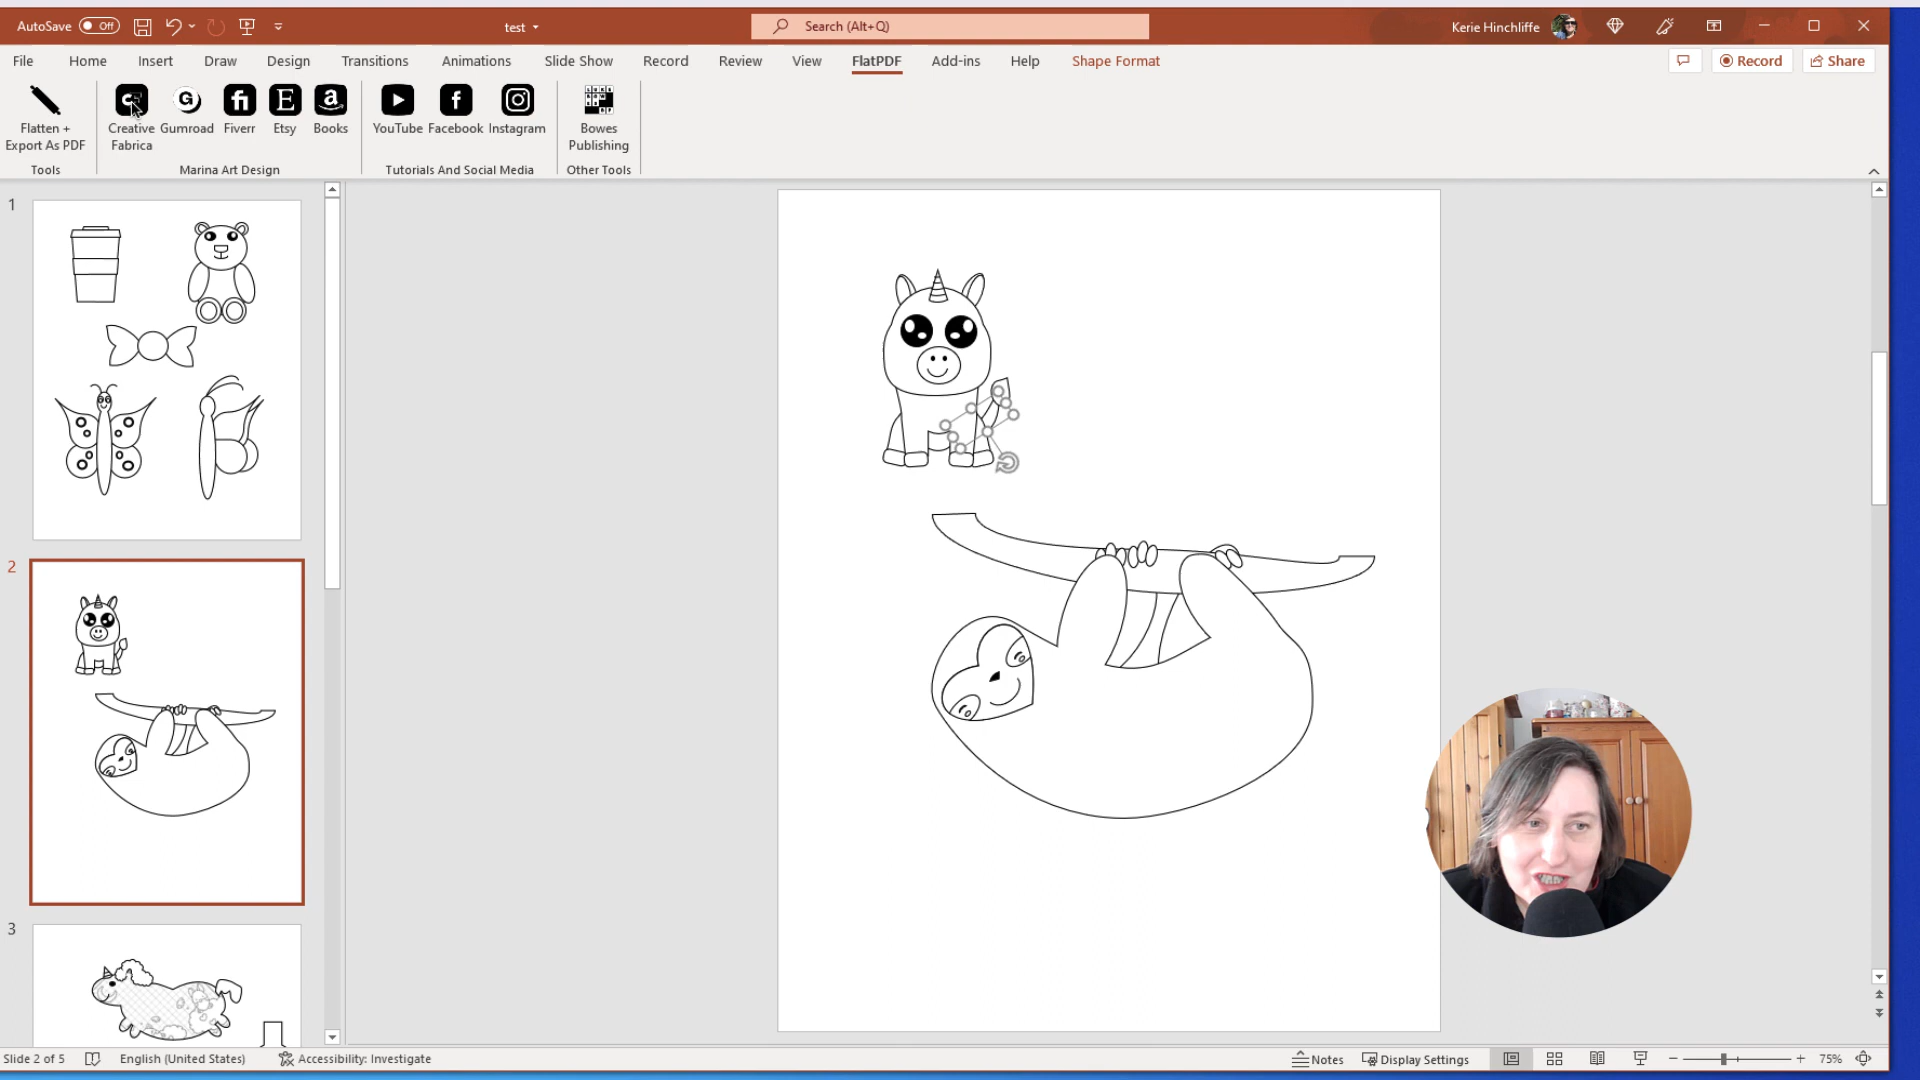 AutoSave Off
test
Search (Alt+Q)
Kerie Hinchliffe
File Home Insert Draw Design Transitions Animations Slide Show Record Review View FlatPDF Add-ins Help Shape Format
Record Share
Flatten +
Export As PDF
Tools
Creative
Fabrica
Gumroad
Fiverr
Etsy
Books
Marina Art Design
YouTube
Facebook
Instagram
Tutorials And Social Media
Bowes
Publishing
Other Tools
1
2
3
Slide 2 of 5
English (United States)
Accessibility: Investigate
Notes
Display Settings
75%